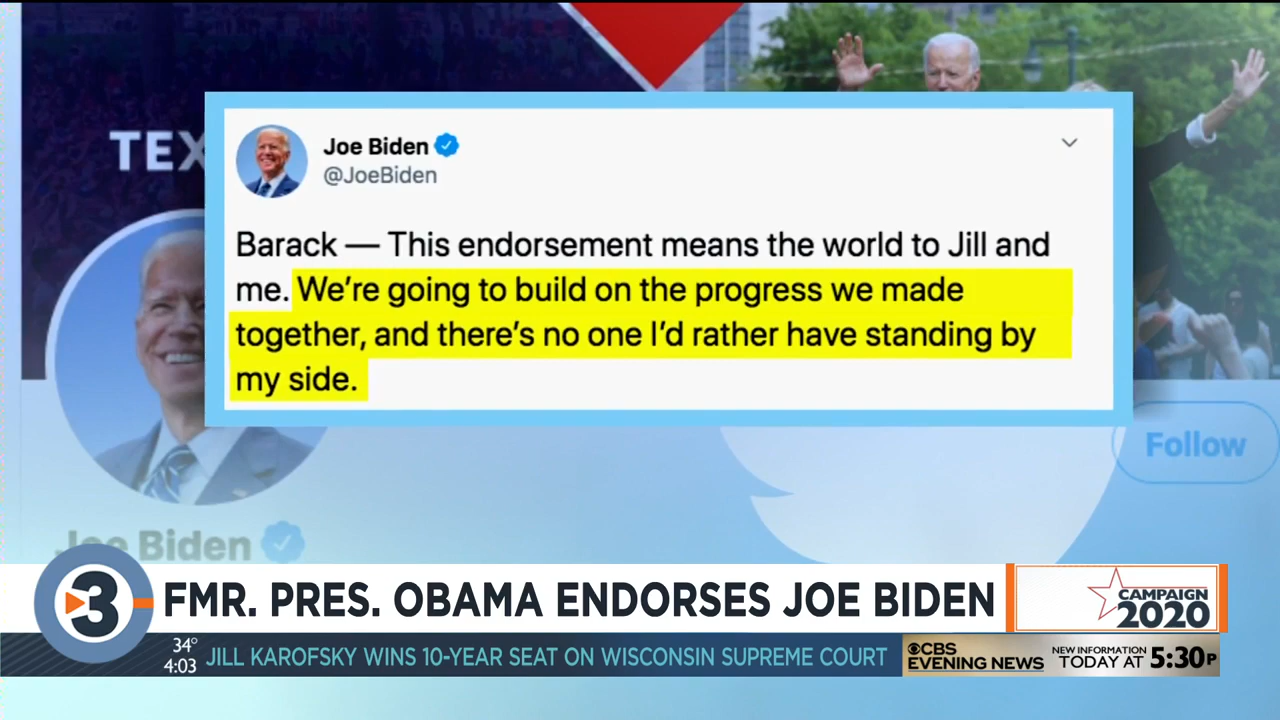 TEX
Joe Biden
@JoeBiden
Barack — This endorsement means the world to Jill and
me. We’re going to build on the progress we made
together, and there’s no one I’d rather have standing by
my side.
Follow
Joe Biden
3
FMR. PRES. OBAMA ENDORSES JOE BIDEN
CAMPAIGN
2020
34°
4:03
JILL KAROFSKY WINS 10-YEAR SEAT ON WISCONSIN SUPREME COURT
CBS
EVENING NEWS
NEW INFORMATION
TODAY AT 5:30P